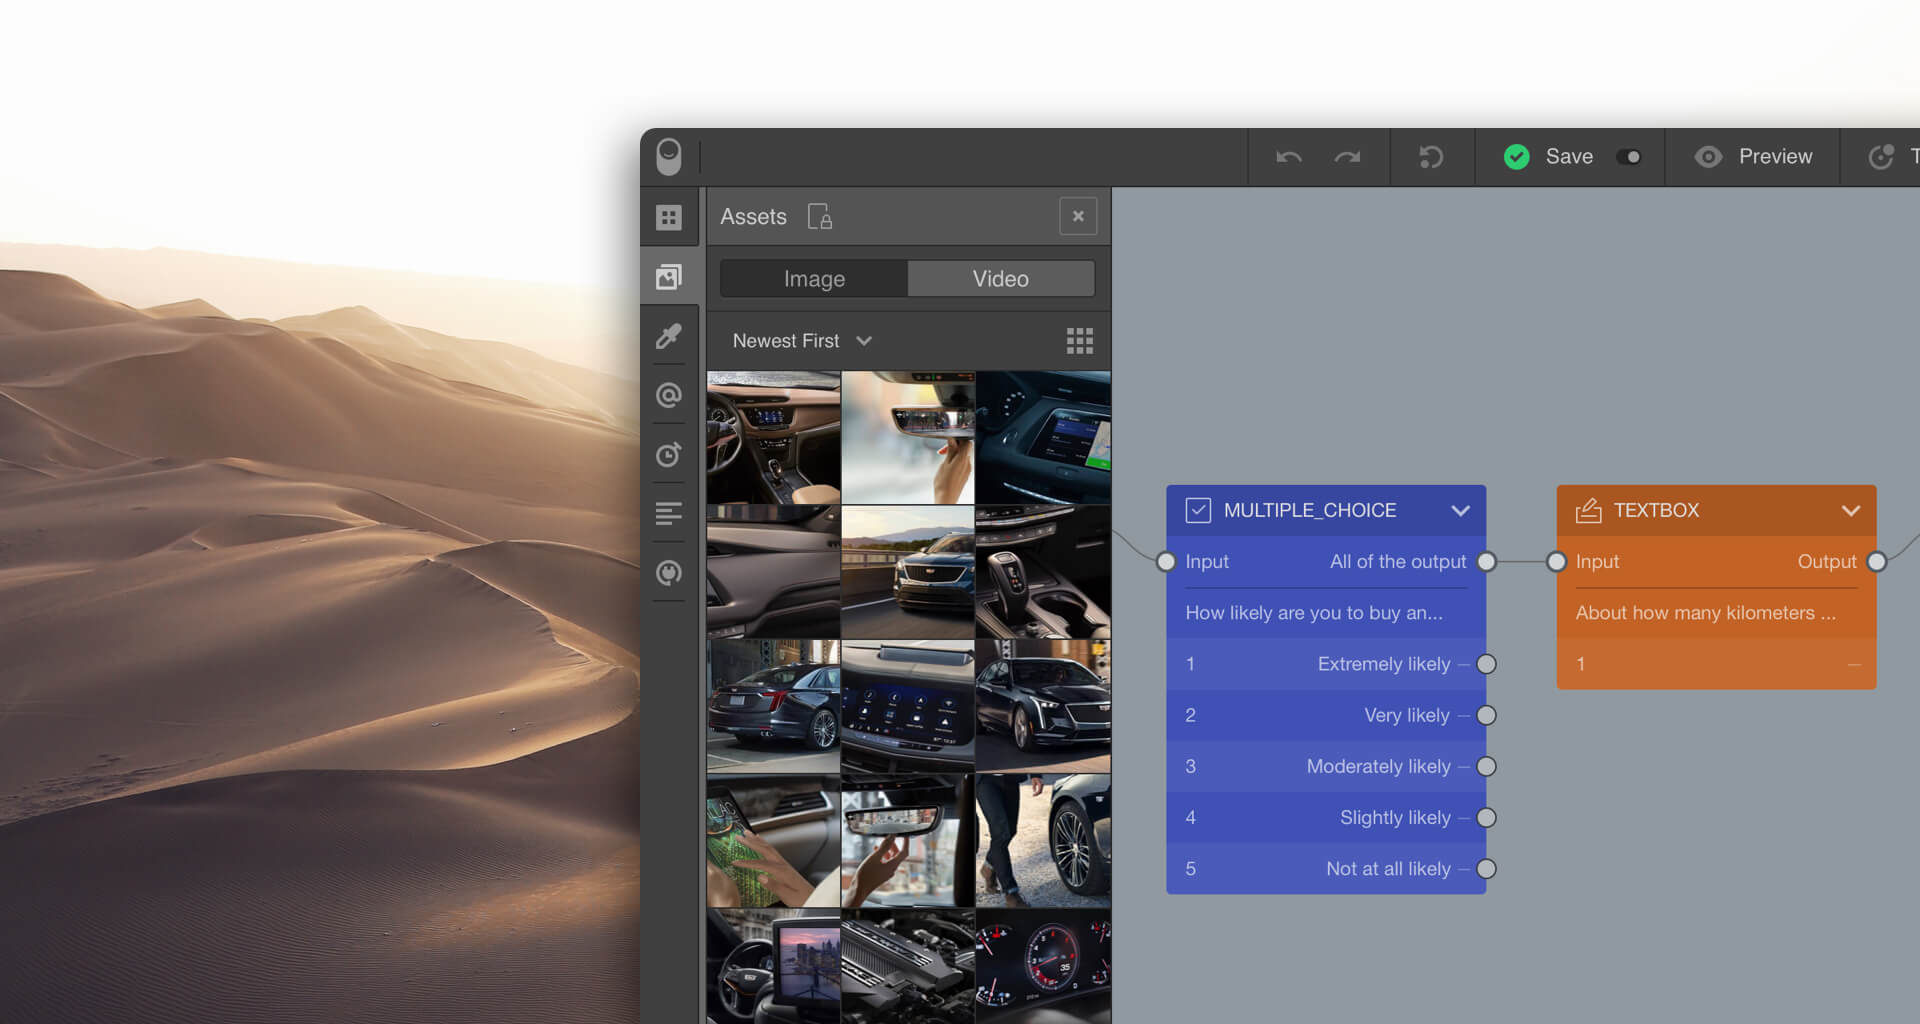 Save
Preview
T
Assets
Image
Video
Newest First
MULTIPLE_CHOICE
Input
All of the output
How likely are you to buy an...
1
Extremely likely
2
Very likely
3
Moderately likely
4
Slightly likely
5
Not at all likely
TEXTBOX
Input
Output
About how many kilometers ...
1